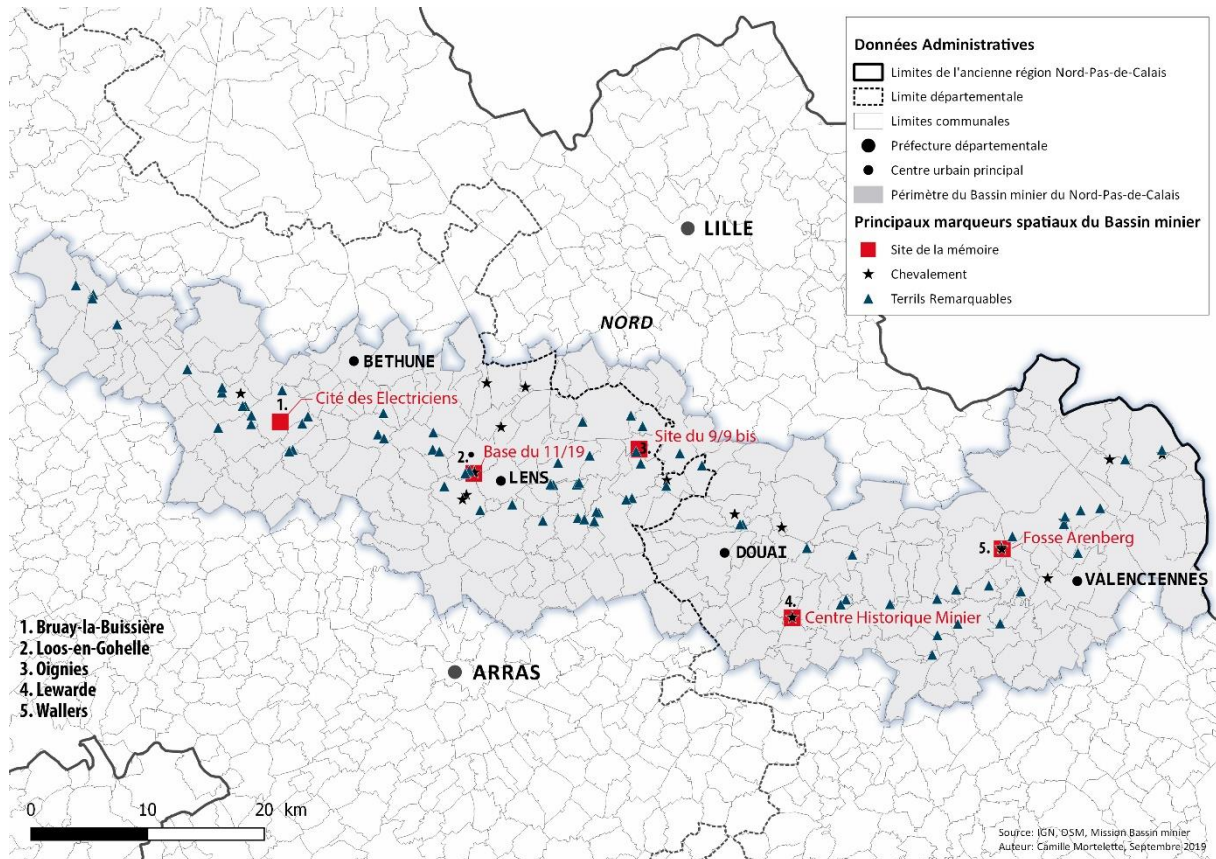 Données Administratives
Limites de l'ancienne région Nord-Pas-de-Calais
Limite départementale
Limites communales
Préfecture départementale
Centre urbain principal
Périmètre du Bassin minier du Nord-Pas-de-Calais
Principaux marqueurs spatiaux du Bassin minier
Site de la mémoire
Chevalement
Terrils Remarquables
LILLE
NORD
BETHUNE
1.
Cité des Electriciens
2.
Base du 11/19
LENS
Site du 9/9 bis
3.
DOUAI
5.
Fosse Arenberg
VALENCIENNES
4.
Centre Historique Minier
ARRAS
1. Bruay-la-Buissière
2. Loos-en-Gohelle
3. Oignies
4. Lewarde
5. Wallers
0 10 20 km
Source: IGN, OSM, Mission Bassin minier
Auteur: Camille Mortelette, Septembre 2019